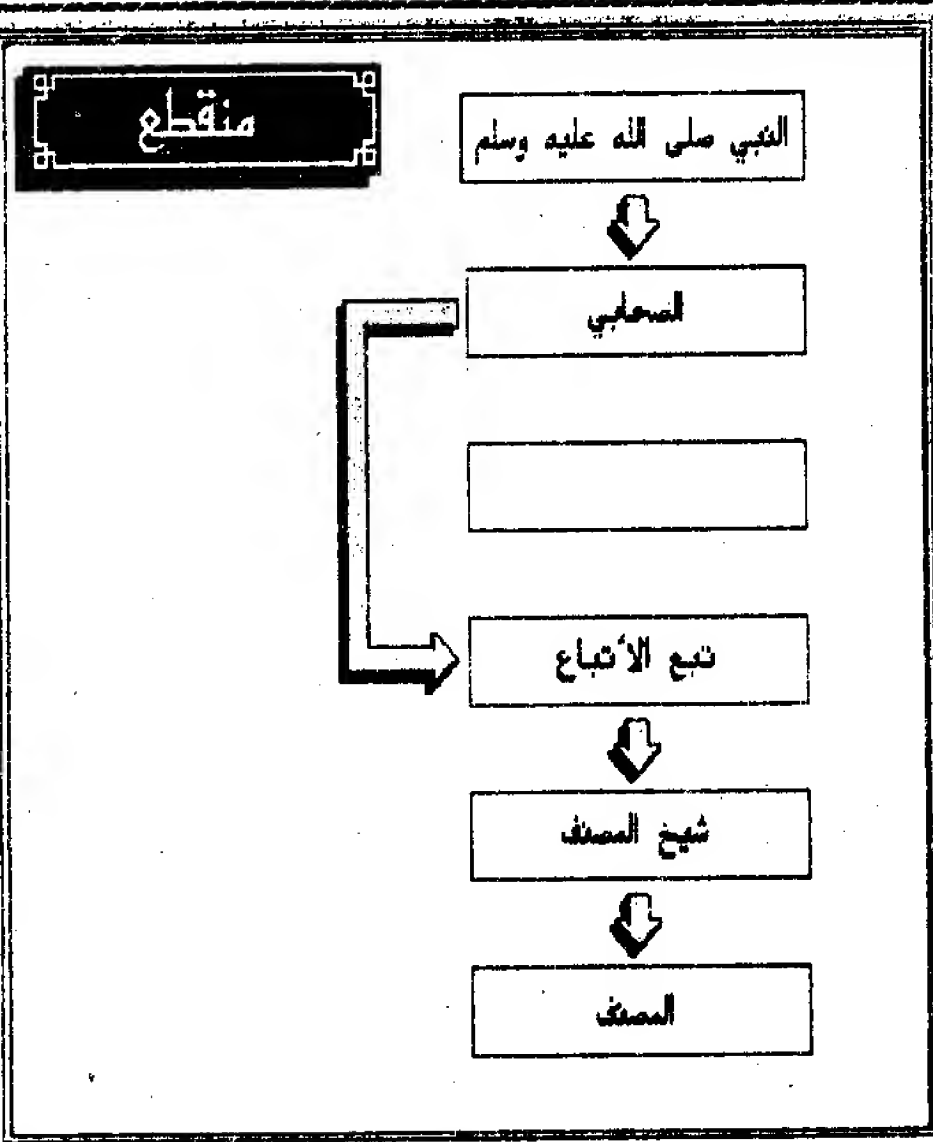 منقطع
النبي صلى الله عليه وسلم
الصحابي
تبع الأتباع
شيخ المصنف
المصنف